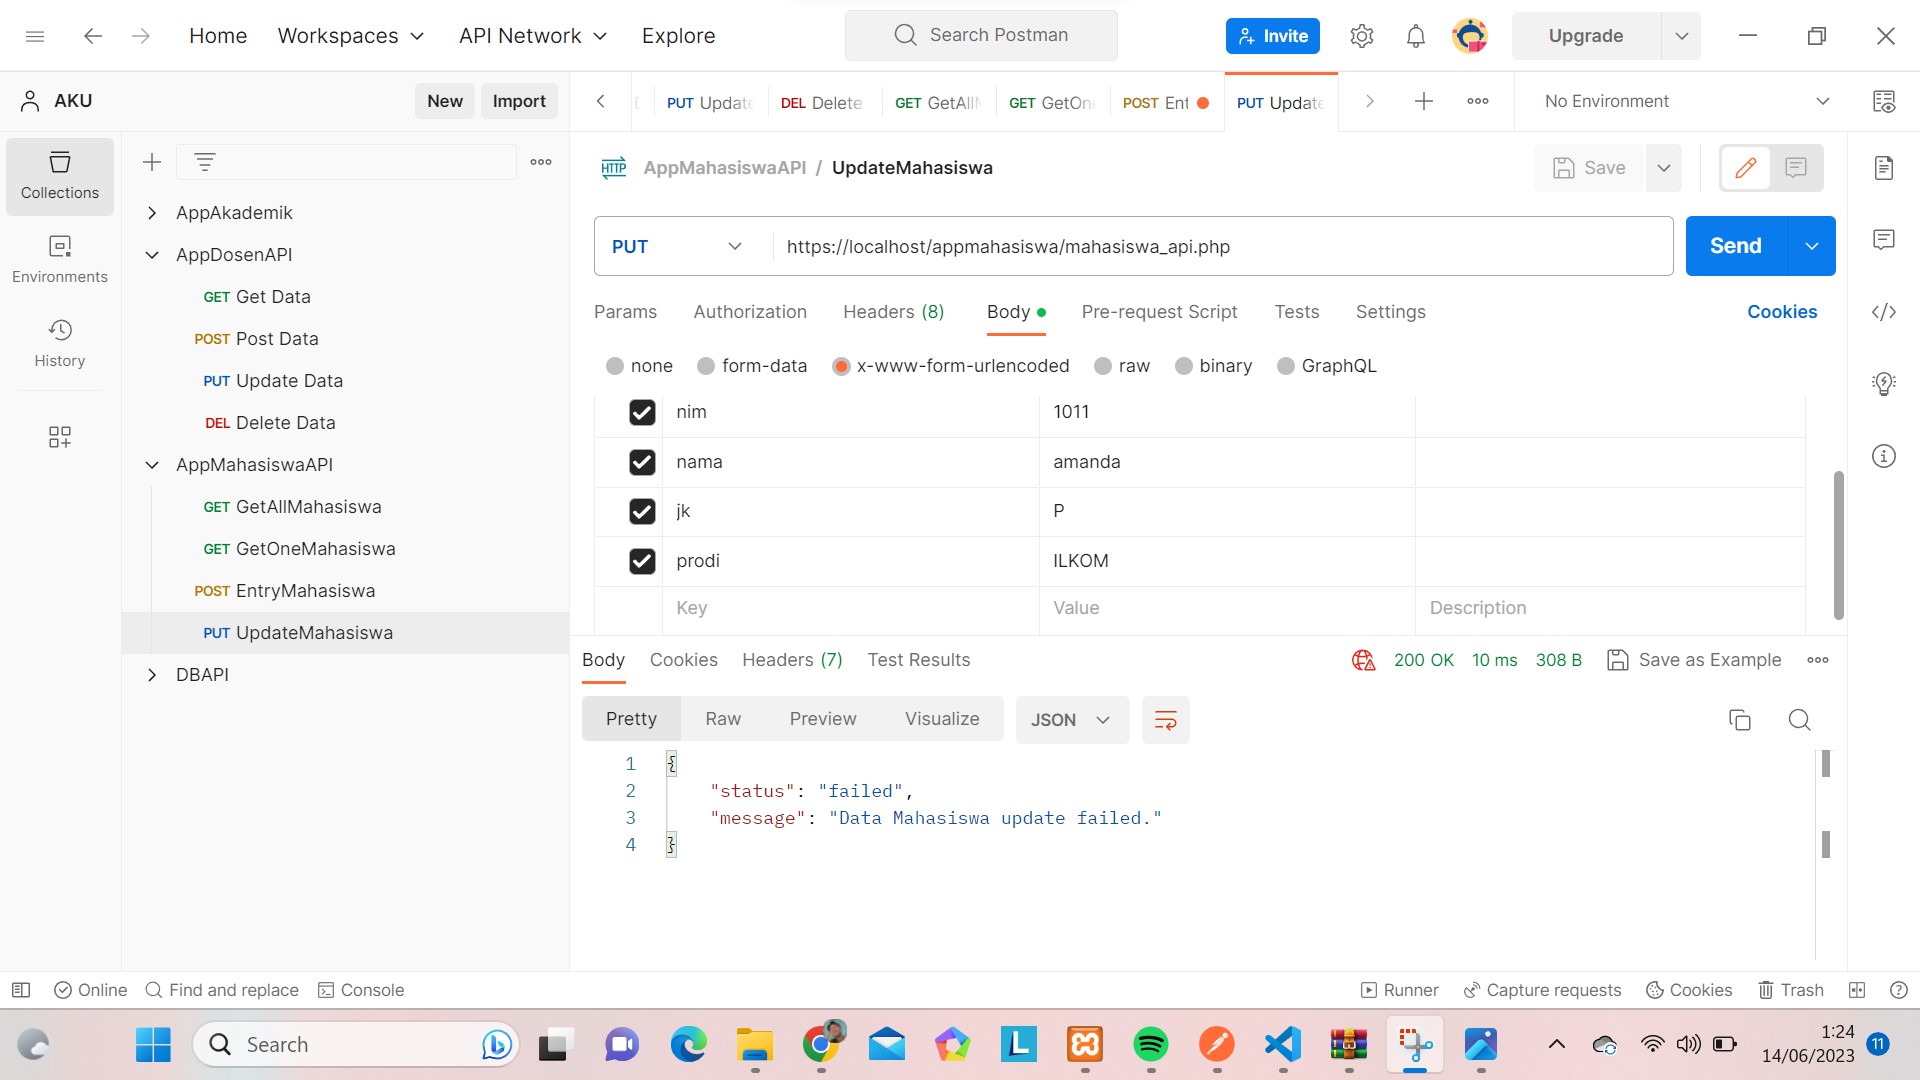 Home
Workspaces
API Network
Explore
Search Postman
Invite
Upgrade
AKU
New
Import
PUT Update
DEL Delete
GET GetAllM
GET GetOne
POST Ent
PUT Update
No Environment
Collections
Environments
History
AppAkademik
AppDosenAPI
GET Get Data
POST Post Data
PUT Update Data
DEL Delete Data
AppMahasiswaAPI
GET GetAllMahasiswa
GET GetOneMahasiswa
POST EntryMahasiswa
PUT UpdateMahasiswa
DBAPI
HTTP AppMahasiswaAPI / UpdateMahasiswa
Save
PUT
https://localhost/appmahasiswa/mahasiswa_api.php
Send
Params
Authorization
Headers (8)
Body
Pre-request Script
Tests
Settings
Cookies
none
form-data
x-www-form-urlencoded
raw
binary
GraphQL
nim 1011
nama amanda
jk P
prodi ILKOM
Key Value Description
Body
Cookies
Headers (7)
Test Results
200 OK 10 ms 308 B
Save as Example
Pretty
Raw
Preview
Visualize
JSON
1 {
2 "status": "failed",
3 "message": "Data Mahasiswa update failed."
4 }
Online
Find and replace
Console
Runner
Capture requests
Cookies
Trash
Search
L
1:24
14/06/2023
11